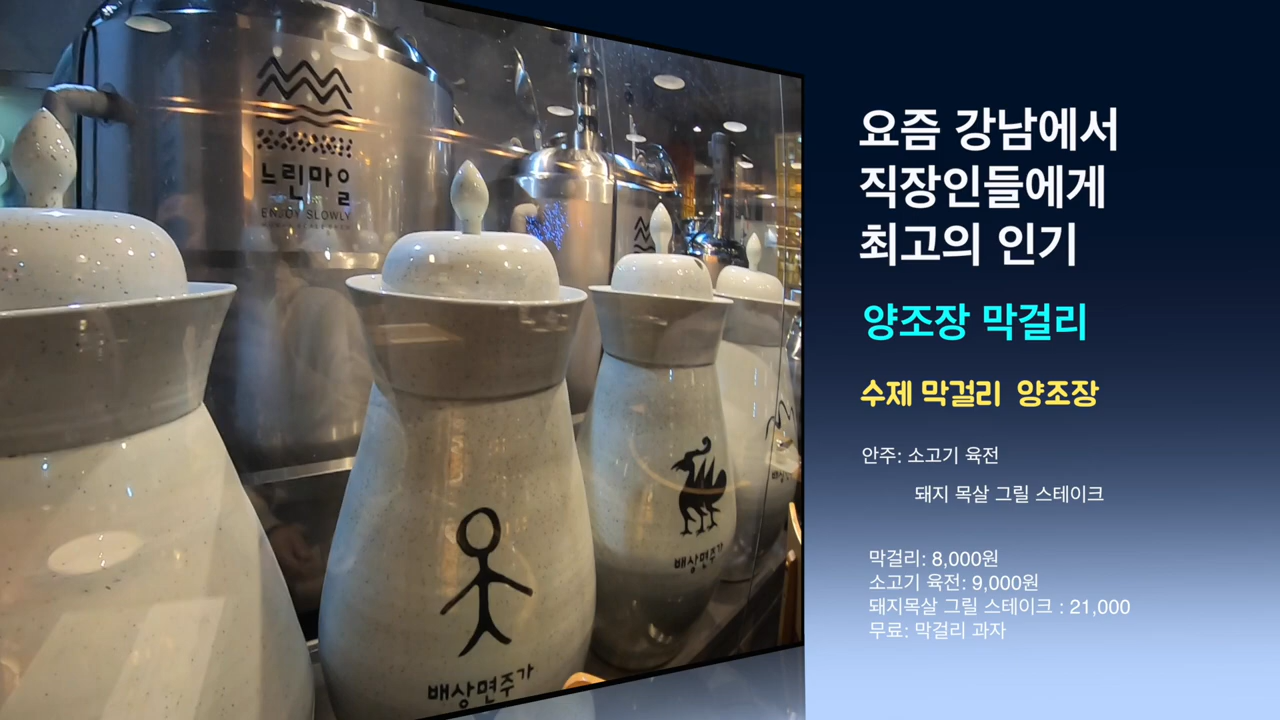 느린마을
ENJOY SLOWLY
배상면주가
배상면주가
요즘 강남에서
직장인들에게
최고의 인기
양조장 막걸리
수제 막걸리 양조장
안주: 소고기 육전
돼지 목살 그릴 스테이크
막걸리: 8,000원
소고기 육전: 9,000원
돼지목살 그릴 스테이크 : 21,000
무료: 막걸리 과자